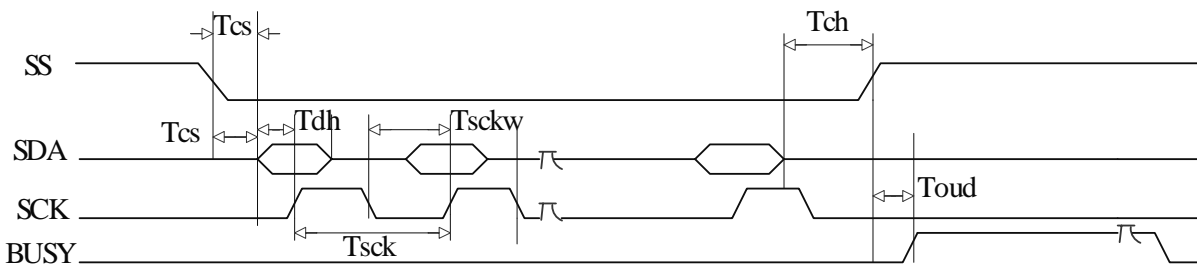 Tcs
Tch
SS
Tcs
Tdh
Tsckw
SDA
SCK
Toud
Tsck
BUSY